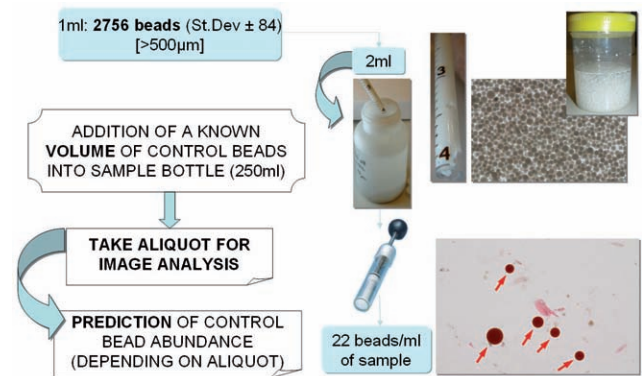 1ml: 2756 beads (St.Dev ± 84)
[>500µm]
2ml
3
4
ADDITION OF A KNOWN
VOLUME OF CONTROL BEADS
INTO SAMPLE BOTTLE (250ml)
TAKE ALIQUOT FOR
IMAGE ANALYSIS
PREDICTION OF CONTROL
BEAD ABUNDANCE
(DEPENDING ON ALIQUOT)
22 beads/ml
of sample